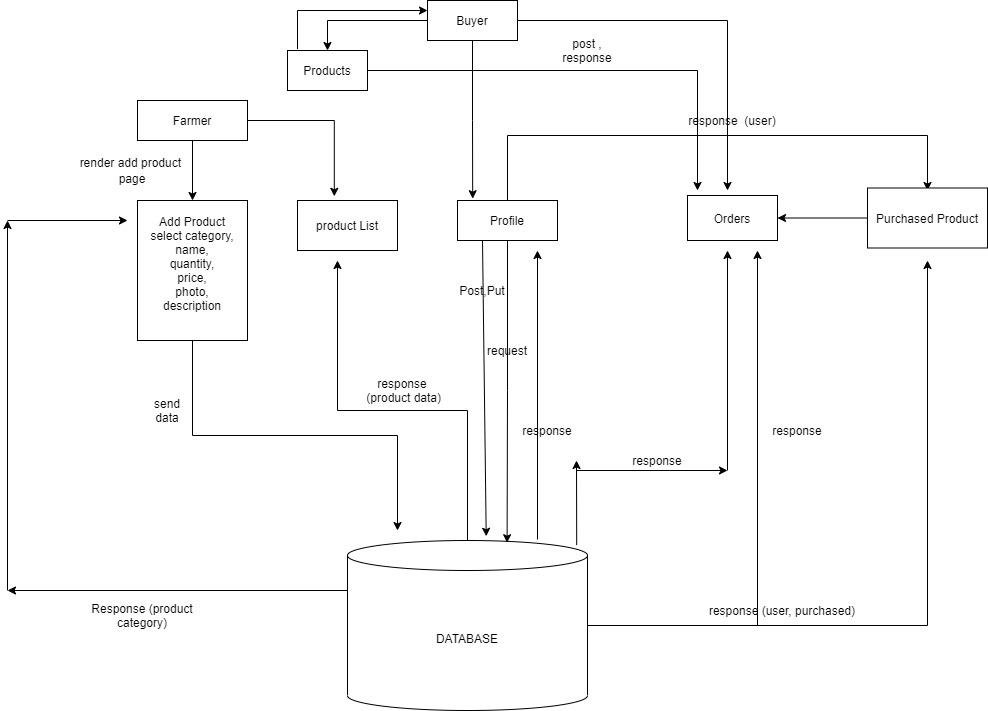 Buyer
post ,
response
Products
Farmer
response  (user)
render add product
page
Add Product
select category,
name,
quantity,
price,
photo,
description
product List
Profile
Orders
Purchased Product
Post,Put
request
response
(product data)
send
data
response
response
response
Response (product
category)
response (user, purchased)
DATABASE